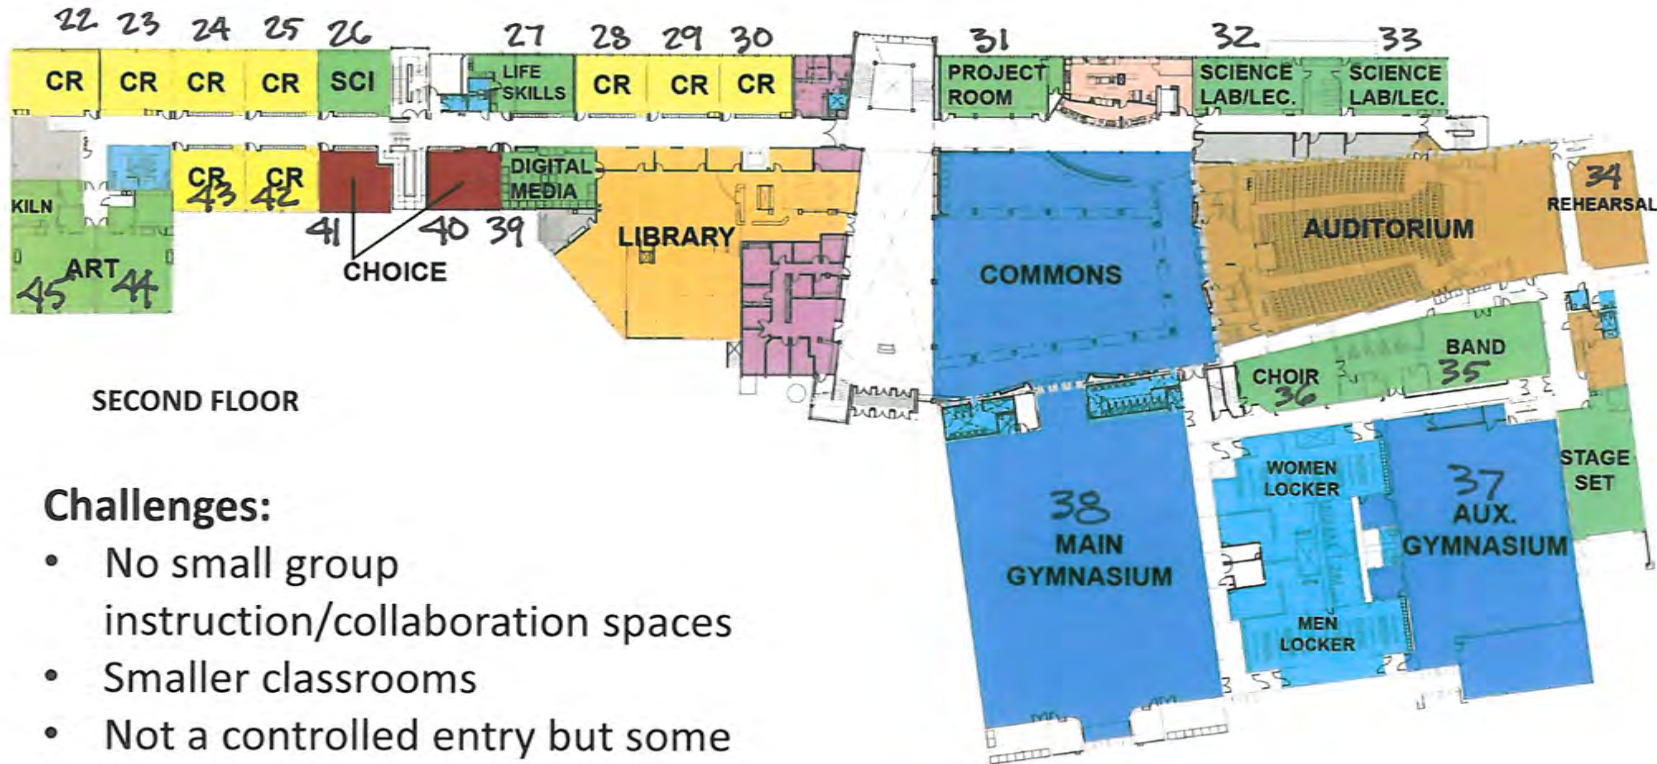 22 23 24 25 26 27 28 29 30 31 32 33
CR CR CR CR SCI LIFE SKILLS CR CR CR PROJECT ROOM SCIENCE LAB/LEC. SCIENCE LAB/LEC.
CR 43
CR 42
41
40
CHOICE
DIGITAL MEDIA
39
KILN
ART
45 44
LIBRARY
COMMONS
AUDITORIUM
34
REHEARSAL
BAND
35
CHOIR
36
STAGE
SET
WOMEN
LOCKER
MEN
LOCKER
38
MAIN
GYMNASIUM
37
AUX.
GYMNASIUM
SECOND FLOOR
Challenges:
• No small group
instruction/collaboration spaces
• Smaller classrooms
• Not a controlled entry but some